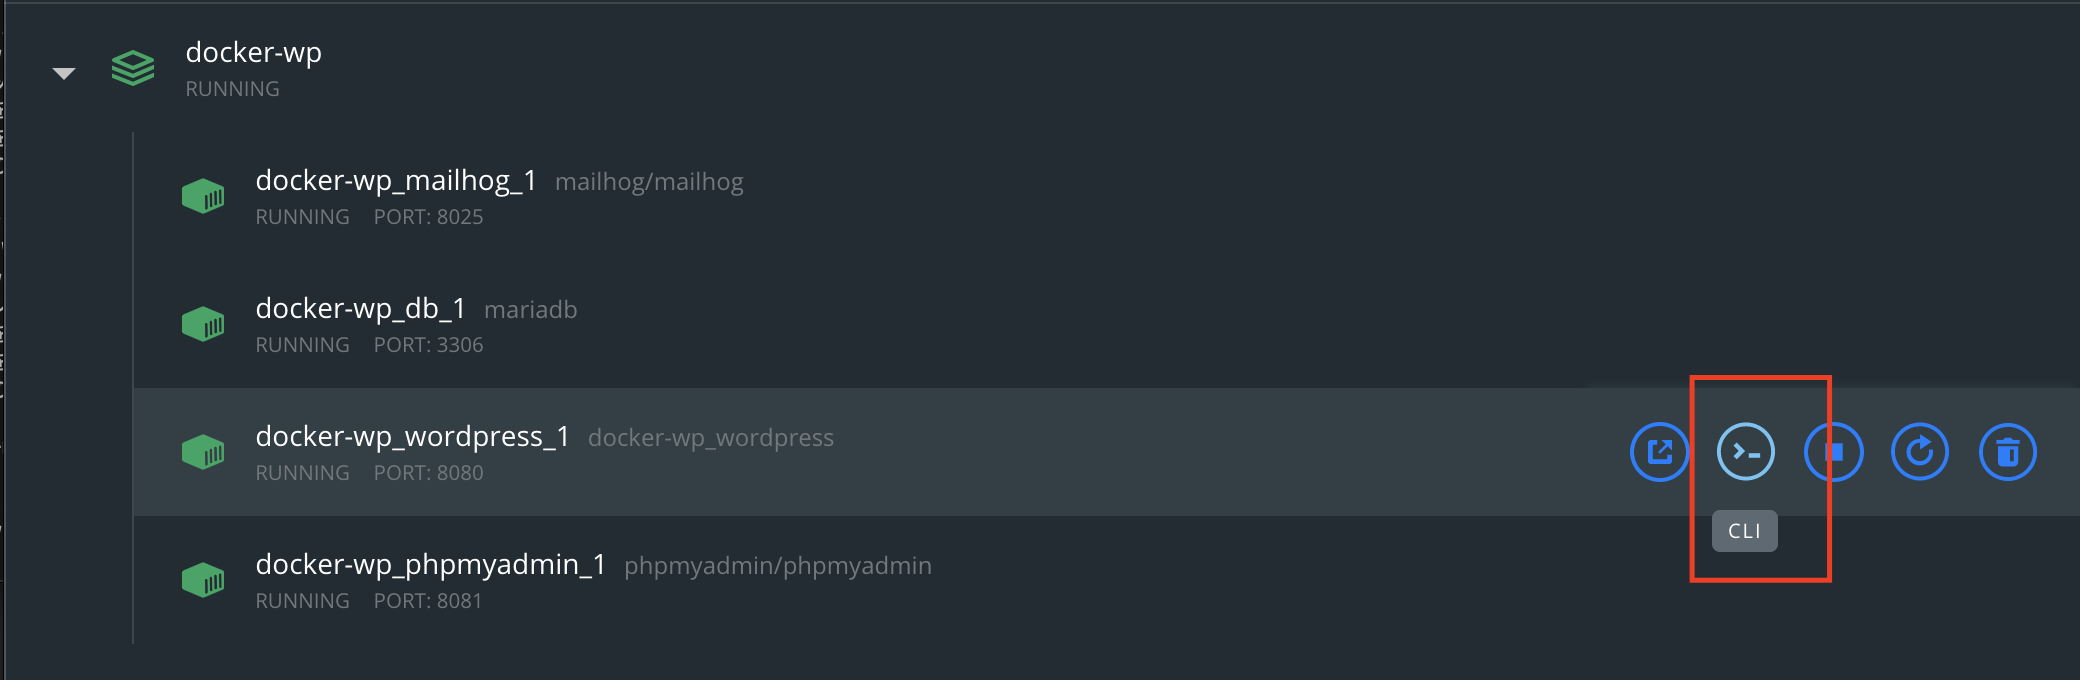 docker-wp
RUNNING
docker-wp_mailhog_1 mailhog/mailhog
RUNNING PORT: 8025
docker-wp_db_1 mariadb
RUNNING PORT: 3306
docker-wp_wordpress_1 docker-wp_wordpress
RUNNING PORT: 8080
CLI
docker-wp_phpmyadmin_1 phpmyadmin/phpmyadmin
RUNNING PORT: 8081